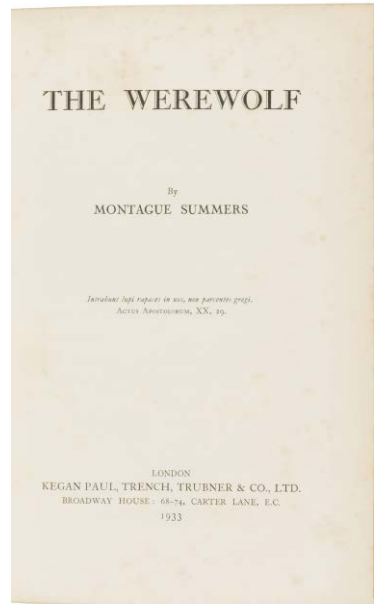 THE WEREWOLF
By
MONTAGUE SUMMERS
Intrabunt lupi rapaces in uos, non parcentes gregi.
ACTUS APOSTOLORUM, XX, 29.
LONDON
KEGAN PAUL, TRENCH, TRUBNER & CO., LTD.
BROADWAY HOUSE: 68-74, CARTER LANE, E.C.
1933